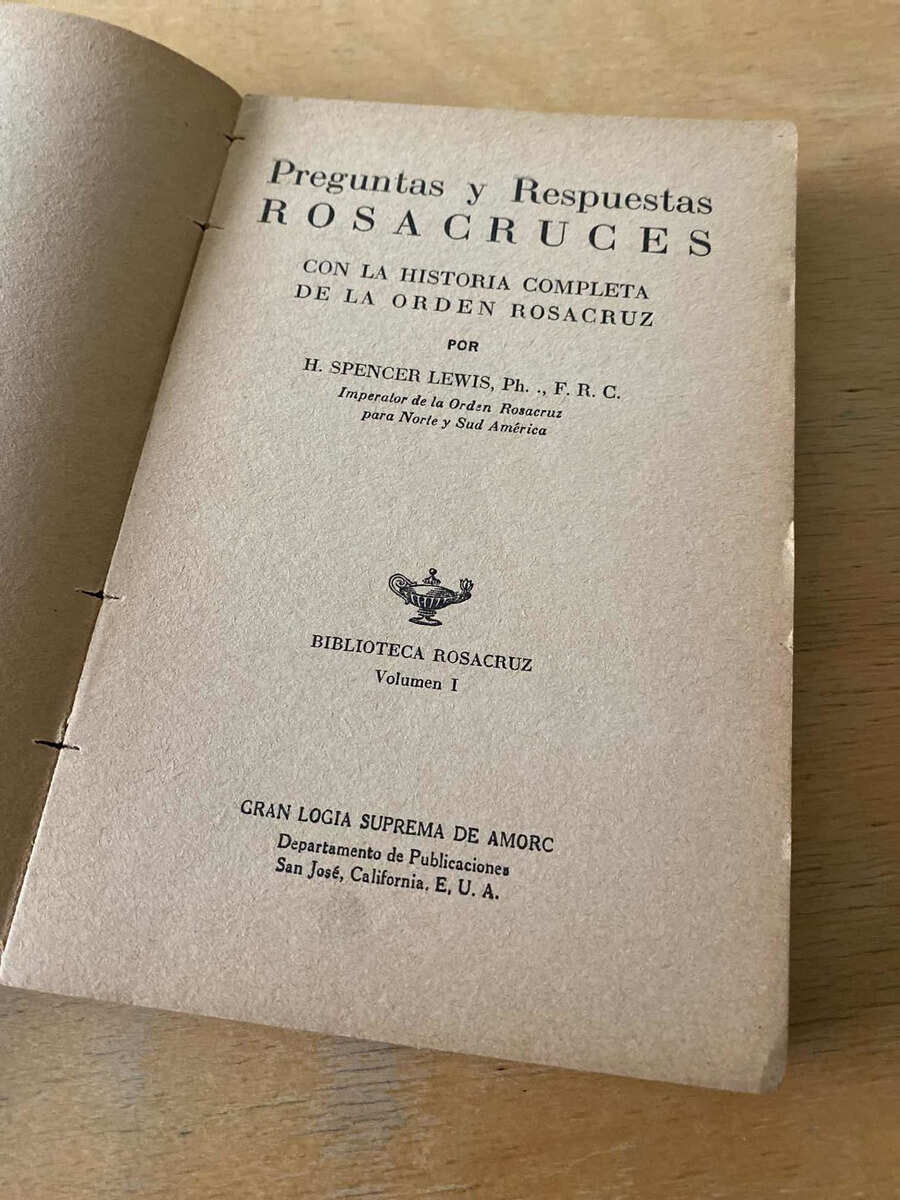 Preguntas y Respuestas
ROSACRUCES
CON LA HISTORIA COMPLETA
DE LA ORDEN ROSACRUZ
POR
H. SPENCER LEWIS, Ph. ., F. R. C.
Imperator de la Orden Rosacruz
para Norte y Sud América
BIBLIOTECA ROSACRUZ
Volumen I
GRAN LOGIA SUPREMA DE AMORC
Departamento de Publicaciones
San José, California, E, U. A.